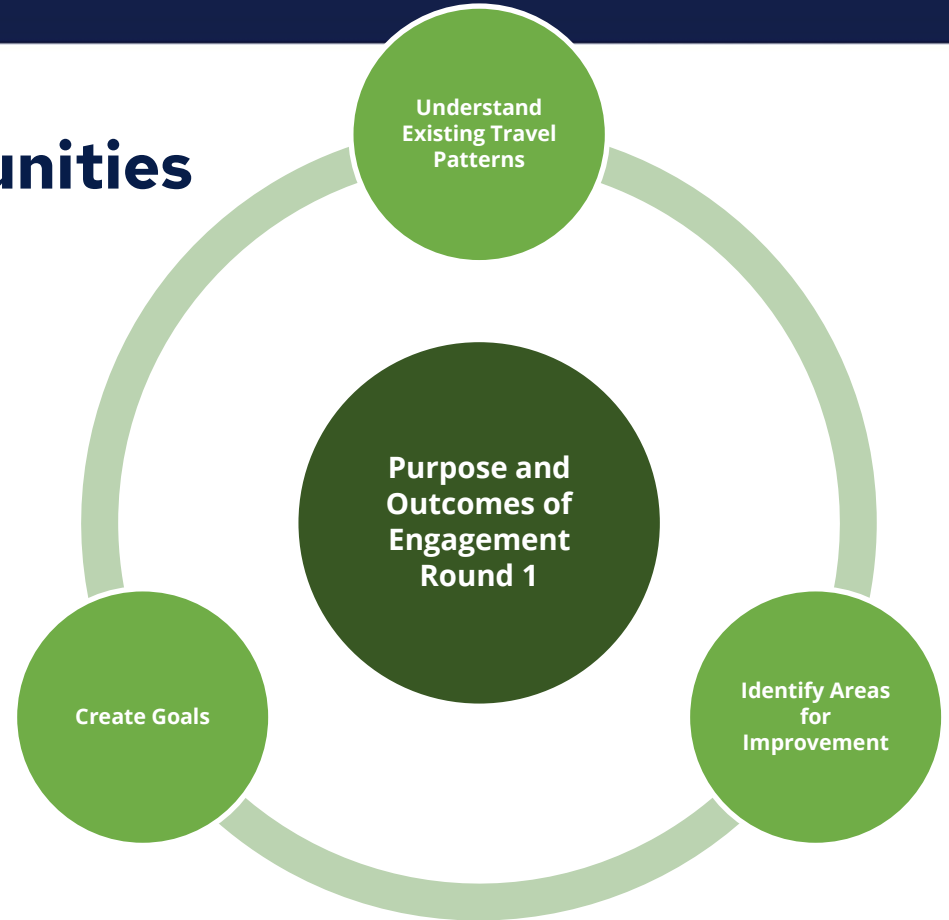 unities
Understand
Existing Travel
Patterns
Purpose and
Outcomes of
Engagement
Round 1
Create Goals
Identify Areas
for
Improvement